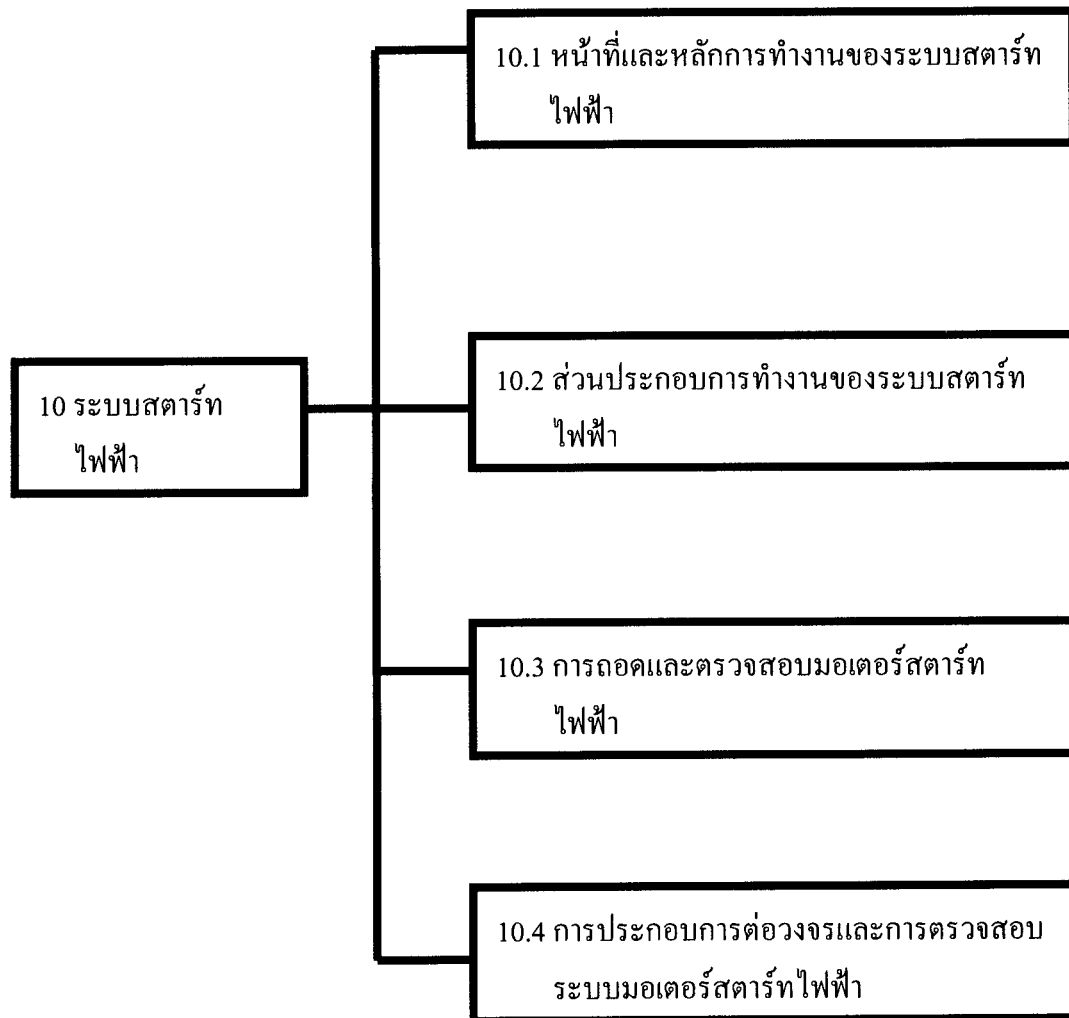 10.1 หน้าที่และหลักการทำงานของระบบสตาร์ท
ไฟฟ้า
10 ระบบสตาร์ท
ไฟฟ้า
10.2 ส่วนประกอบการทำงานของระบบสตาร์ท
ไฟฟ้า
10.3 การถอดและตรวจสอบมอเตอร์สตาร์ท
ไฟฟ้า
10.4 การประกอบการต่อวงจรและการตรวจสอบ
ระบบมอเตอร์สตาร์ทไฟฟ้า